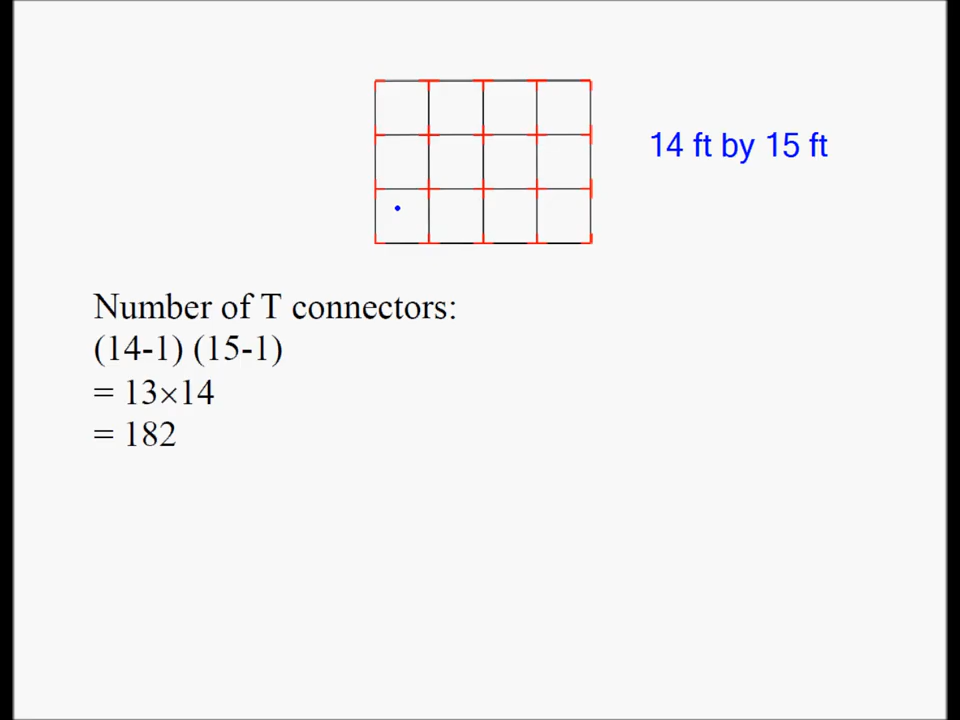 14 ft by 15 ft
Number of T connectors:
(14-1) (15-1)
= 13×14
= 182